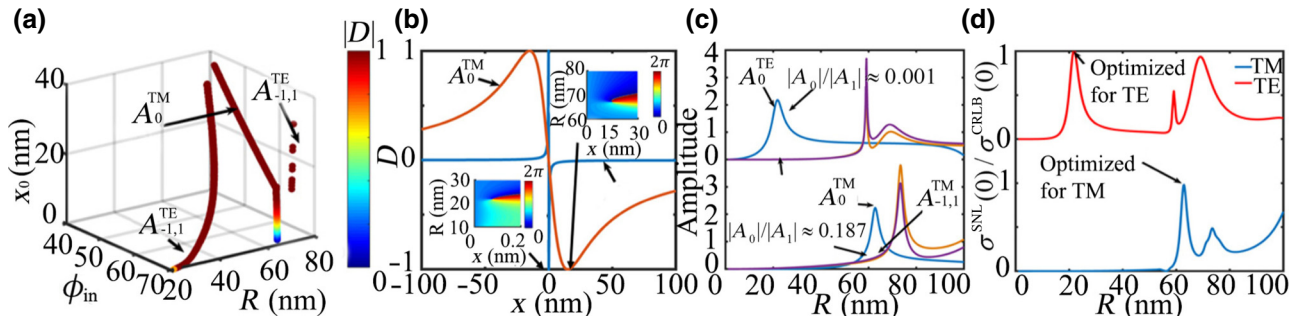 (a)
|D|
1
0
x₀ (nm)
40
20
0
A₀ᵀᴹ
A₋₁,₁ᵀᴱ
A₋₁,₁ᵀᴱ
40
50
60
70
ϕᵢₙ
20
40
60
80
R (nm)
(b)
D
1
0
−1
A₀ᵀᴹ
R (nm)
80
70
60
0 15 30
x (nm)
2π
0
R (nm)
30
20
10
0 0.2
x (nm)
2π
0
−100 −50 0 50 100
x (nm)
(c)
Amplitude
4
3
2
1
0
3
2
1
0
A₀ᵀᴱ
|A₀|/|A₁| ≈ 0.001
A₀ᵀᴹ
A₋₁,₁ᵀᴹ
|A₀|/|A₁| ≈ 0.187
0 20 40 60 80 100
R (nm)
(d)
σˢᴺᴸ(0) / σᶜᴿᴸᴮ(0)
1
0
1
0
Optimized
for TE
TM
TE
Optimized
for TM
0 20 40 60 80 100
R (nm)